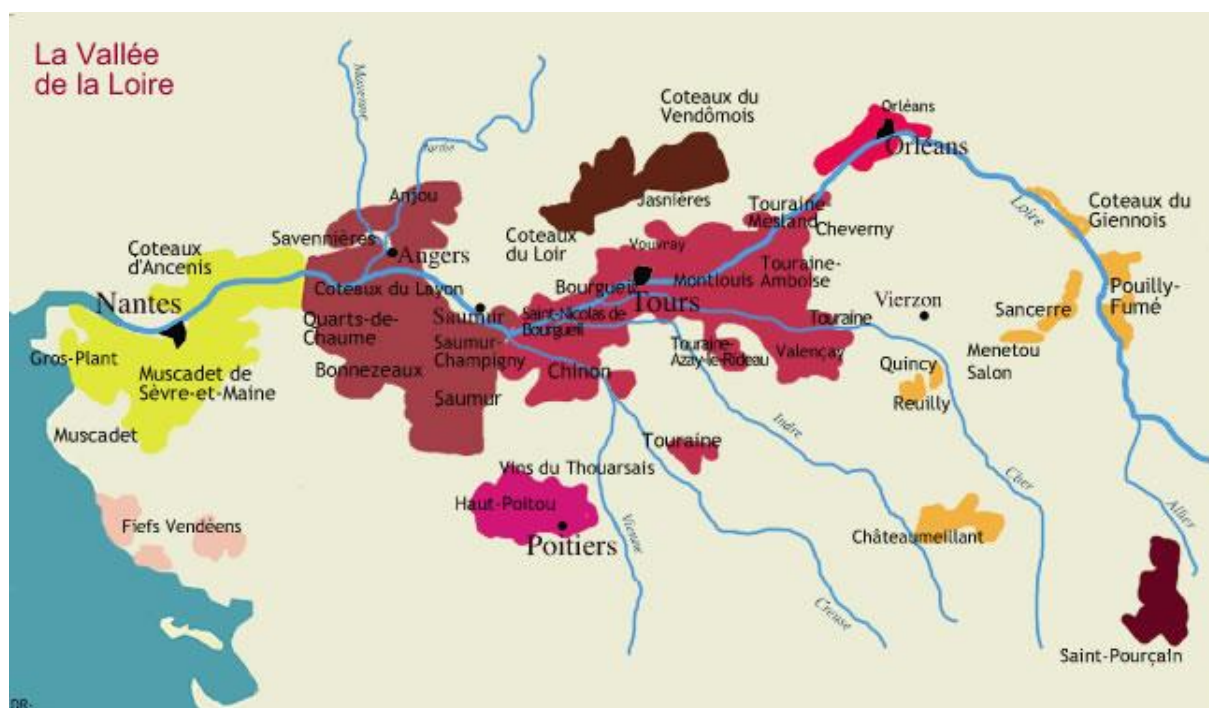 La Vallée
de la Loire
Mayenne
Sarthe
Coteaux du
Vendômois
Orléans
Orléans
Anjou
Jasnières
Touraine-
Mesland
Cheverny
Loire
Coteaux du
Giennois
Savennières
Angers
Coteaux
du Loir
Vouvray
Coteaux
d'Ancenis
Nantes
Coteaux du Layon
Bourgueil
Tours
Montlouis
Touraine-
Amboise
Vierzon
Sancerre
Pouilly-
Fumé
Saumur
Quarts-de-
Chaume
Saumur-
Champigny
Saint-Nicolas de
Bourgueil
Touraine
Touraine-
Azay-le-Rideau
Valençay
Menetou
Salon
Gros-Plant
Muscadet de
Sèvre-et-Maine
Bonnezeaux
Chinon
Quincy
Reuilly
Saumur
Muscadet
Touraine
Indre
Vins du Thouarsais
Haut-Poitou
Cher
Allier
Fiefs Vendéens
Poitiers
Vienne
Châteaumeillant
Creuse
Saint-Pourçain
DR-